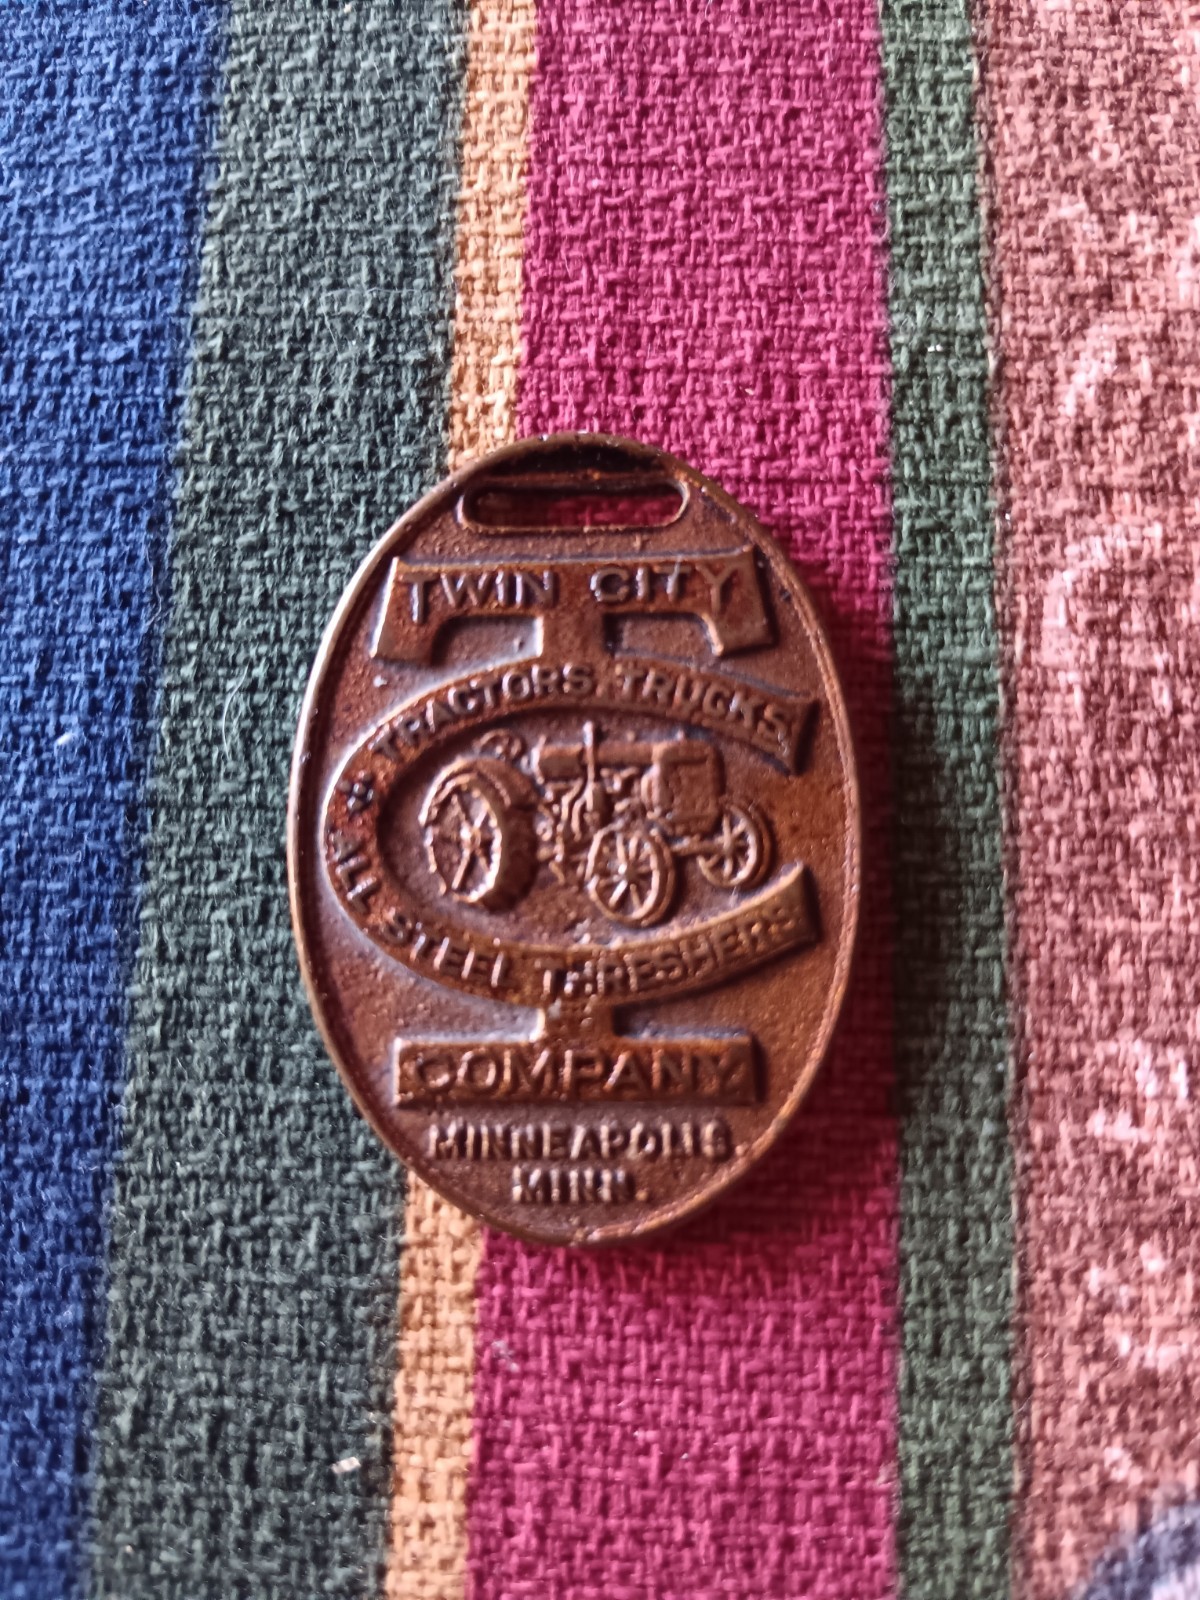 TWIN CITY
TRACTORS TRUCKS
ALL STEEL THRESHERS
COMPANY
MINNEAPOLIS.
MINN.